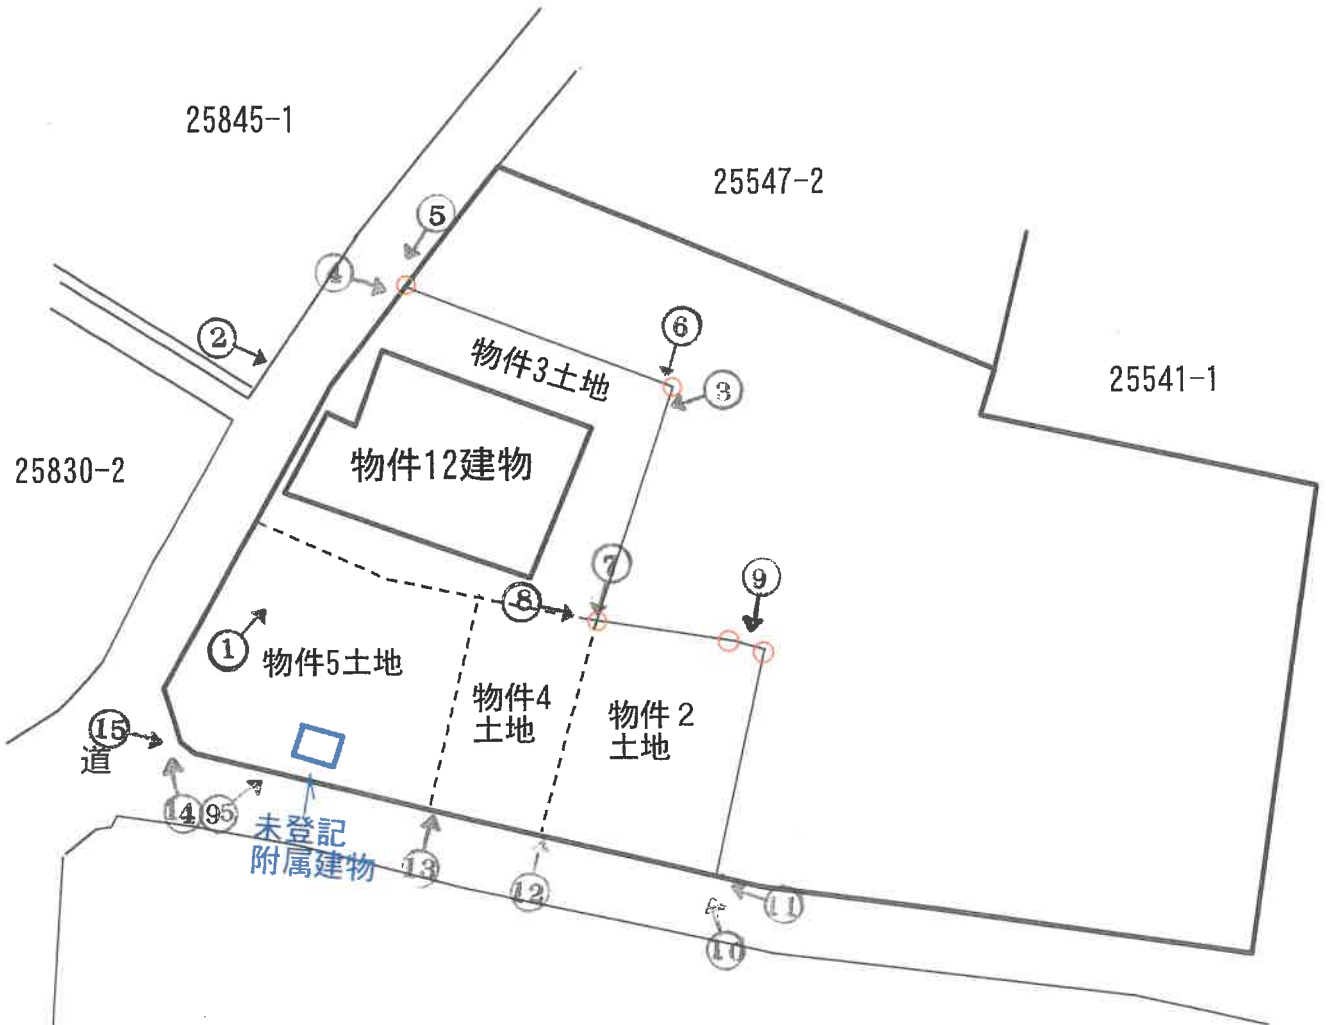 25845-1
25547-2
⑤
④
⑥
②
物件3土地
③
25541-1
物件12建物
25830-2
⑦
⑨
⑧
①
物件5土地
物件4
土地
物件2
土地
⑮
道
⑭
95
未登記
附属建物
⑬
⑫
⑪
⑩